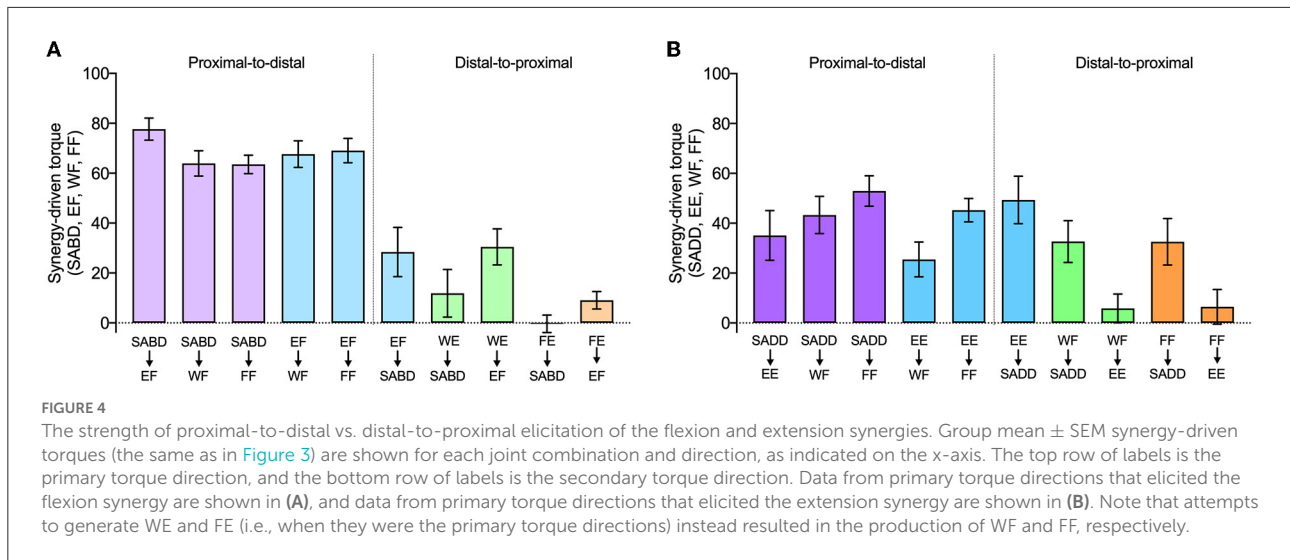 A
B
Proximal-to-distal
Distal-to-proximal
Proximal-to-distal
Distal-to-proximal
Synergy-driven torque
(SABD, EF, WF, FF)
100
80
60
40
20
0
Synergy-driven torque
(SADD, EE, WF, FF)
100
80
60
40
20
0
SABD SABD SABD EF EF EF WE WE FE FE
↓ ↓ ↓ ↓ ↓ ↓ ↓ ↓ ↓ ↓
EF WF FF WF FF SABD SABD EF SABD EF
SADD SADD SADD EE EE EE WF WF FF FF
↓ ↓ ↓ ↓ ↓ ↓ ↓ ↓ ↓ ↓
EE WF FF WF FF SADD SADD EE SADD EE
FIGURE 4
The strength of proximal-to-distal vs. distal-to-proximal elicitation of the flexion and extension synergies. Group mean ± SEM synergy-driven
torques (the same as in Figure 3) are shown for each joint combination and direction, as indicated on the x-axis. The top row of labels is the
primary torque direction, and the bottom row of labels is the secondary torque direction. Data from primary torque directions that elicited the
flexion synergy are shown in (A), and data from primary torque directions that elicited the extension synergy are shown in (B). Note that attempts
to generate WE and FE (i.e., when they were the primary torque directions) instead resulted in the production of WF and FF, respectively.